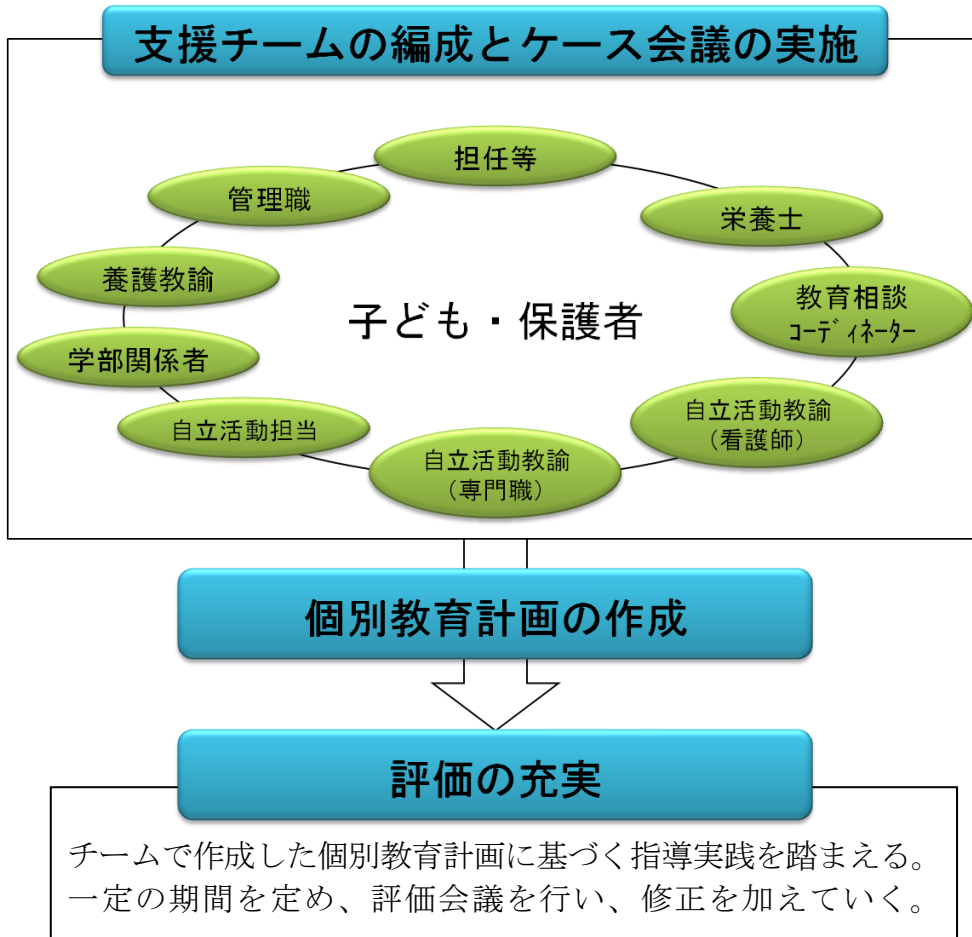 支援チームの編成とケース会議の実施
担任等
管理職
栄養士
養護教諭
教育相談
ｺｰﾃﾞｨﾈｰﾀｰ
子ども・保護者
学部関係者
自立活動担当
自立活動教諭
（看護師）
自立活動教諭
（専門職）
個別教育計画の作成
評価の充実
チームで作成した個別教育計画に基づく指導実践を踏まえる。
一定の期間を定め、評価会議を行い、修正を加えていく。